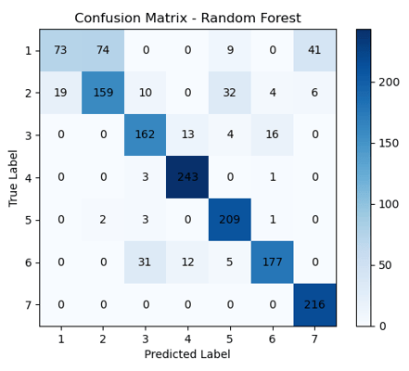 Confusion Matrix - Random Forest
1 73 74 0 0 9 0 41
2 19 159 10 0 32 4 6
3 0 0 162 13 4 16 0
4 0 0 3 243 0 1 0
5 0 2 3 0 209 1 0
6 0 0 31 12 5 177 0
7 0 0 0 0 0 0 216
1 2 3 4 5 6 7
Predicted Label
True Label
200
150
100
50
0